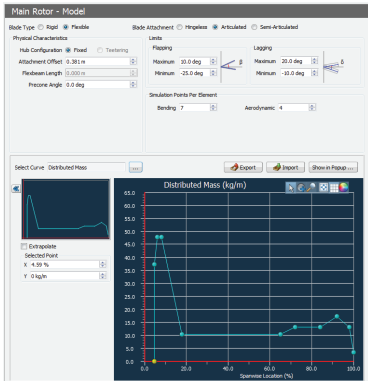 Main Rotor - Model
Blade Type Rigid Flexible Blade Attachment Hingeless Articulated Semi-Articulated
Physical Characteristics
Hub Configuration Fixed Teetering
Attachment Offset 0.381 m
Flexbeam Length 0.000 m
Precone Angle 0.0 deg
Limits
Flapping Lagging
Maximum 10.0 deg β Maximum 20.0 deg δ
Minimum -25.0 deg Minimum -10.0 deg
Simulation Points Per Element
Bending 7 Aerodynamic 4
Select Curve Distributed Mass ... Export Import Show in Popup ...
Extrapolate
Selected Point
X 4.59 %
Y 0 kg/m
Distributed Mass (kg/m)
65.0
60.0
55.0
50.0
45.0
40.0
35.0
30.0
25.0
20.0
15.0
10.0
5.0
0.0
0.0 20.0 40.0 60.0 80.0 100.0
Spanwise Location (%)